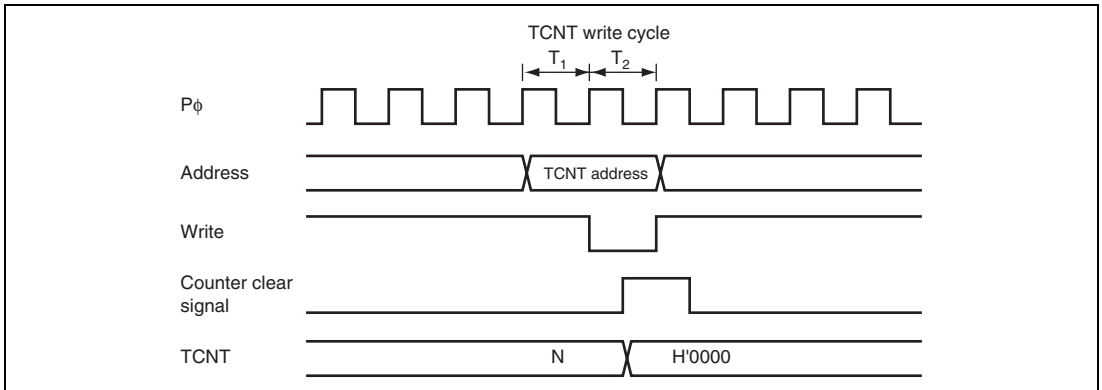 TCNT write cycle
T1 T2
Pϕ
Address
TCNT address
Write
Counter clear
signal
TCNT
N
H'0000